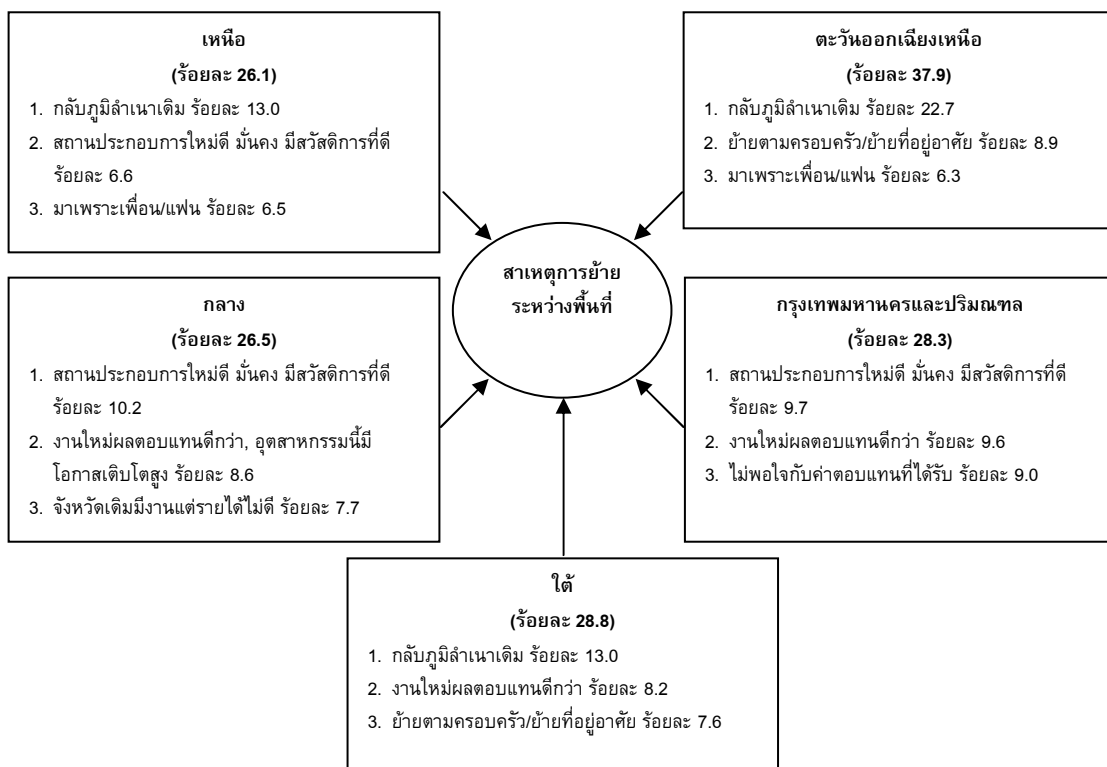 เหนือ
(ร้อยละ 26.1)
1. กลับภูมิลำเนาเดิม ร้อยละ 13.0
2. สถานประกอบการใหม่ดี มั่นคง มีสวัสดิการที่ดี
ร้อยละ 6.6
3. มาเพราะเพื่อน/แฟน ร้อยละ 6.5
ตะวันออกเฉียงเหนือ
(ร้อยละ 37.9)
1. กลับภูมิลำเนาเดิม ร้อยละ 22.7
2. ย้ายตามครอบครัว/ย้ายที่อยู่อาศัย ร้อยละ 8.9
3. มาเพราะเพื่อน/แฟน ร้อยละ 6.3
สาเหตุการย้าย
ระหว่างพื้นที่
กลาง
(ร้อยละ 26.5)
1. สถานประกอบการใหม่ดี มั่นคง มีสวัสดิการที่ดี
ร้อยละ 10.2
2. งานใหม่ผลตอบแทนดีกว่า, อุตสาหกรรมนี้มี
โอกาสเติบโตสูง ร้อยละ 8.6
3. จังหวัดเดิมมีงานแต่รายได้ไม่ดี ร้อยละ 7.7
กรุงเทพมหานครและปริมณฑล
(ร้อยละ 28.3)
1. สถานประกอบการใหม่ดี มั่นคง มีสวัสดิการที่ดี
ร้อยละ 9.7
2. งานใหม่ผลตอบแทนดีกว่า ร้อยละ 9.6
3. ไม่พอใจกับค่าตอบแทนที่ได้รับ ร้อยละ 9.0
ใต้
(ร้อยละ 28.8)
1. กลับภูมิลำเนาเดิม ร้อยละ 13.0
2. งานใหม่ผลตอบแทนดีกว่า ร้อยละ 8.2
3. ย้ายตามครอบครัว/ย้ายที่อยู่อาศัย ร้อยละ 7.6